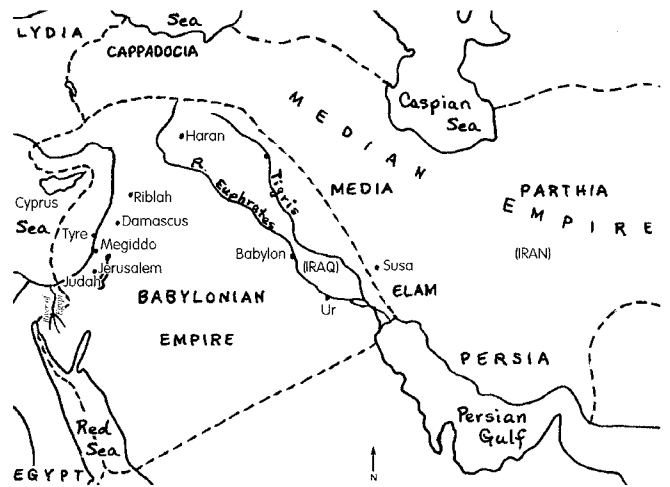 Sea
LYDIA
CAPPADOCIA
MEDIAN
Caspian
Sea
Haran
R. Euphrates
Tigris
MEDIA
PARTHIA
EMPIRE
Cyprus
Sea
Riblah
Damascus
Tyre
Megiddo
Jerusalem
Judah
Babylon
(IRAQ)
Susa
(IRAN)
ELAM
Ur
BABYLONIAN
EMPIRE
PERSIA
Persian
Gulf
Red
Sea
EGYPT
N